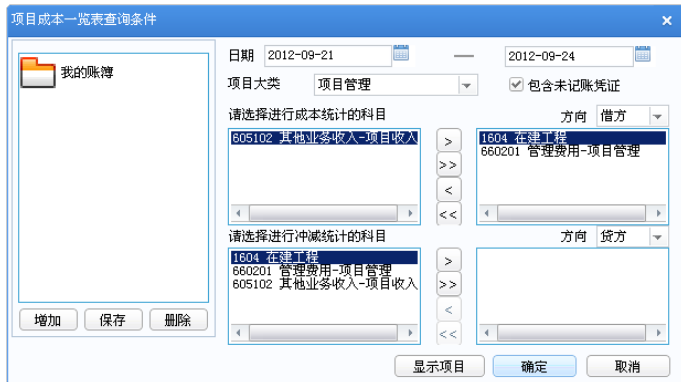 项目成本一览表查询条件 ×
我的账簿
增加 保存 删除
日期 2012-09-21 — 2012-09-24
项目大类 项目管理 包含未记账凭证
请选择进行成本统计的科目 方向 借方
605102 其他业务收入-项目收入
>
>>
<
<<
1604 在建工程
660201 管理费用-项目管理
请选择进行冲减统计的科目 方向 贷方
1604 在建工程
660201 管理费用-项目管理
605102 其他业务收入-项目收入
>
>>
<
<<
显示项目 确定 取消